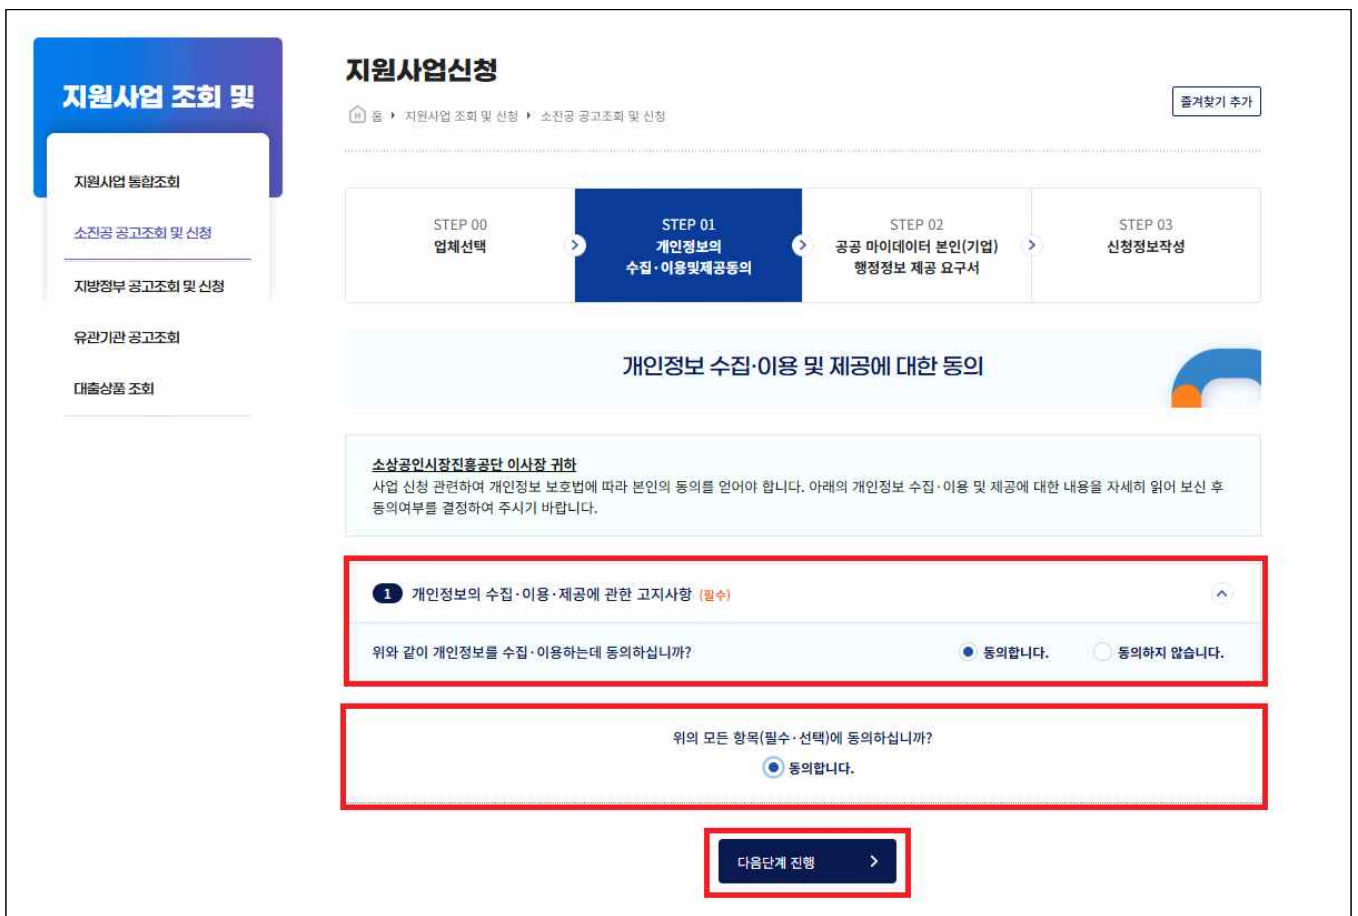 지원사업 조회 및
지원사업 통합조회
소진공 공고조회 및 신청
지방정부 공고조회 및 신청
유관기관 공고조회
대출상품 조회
지원사업신청
홈 지원사업 조회 및 신청 소진공 공고조회 및 신청
즐겨찾기 추가
STEP 00
업체선택
STEP 01
개인정보의
수집·이용및제공동의
STEP 02
공공 마이데이터 본인(기업)
행정정보 제공 요구서
STEP 03
신청정보작성
개인정보 수집·이용 및 제공에 대한 동의
소상공인시장진흥공단 이사장 귀하
사업 신청 관련하여 개인정보 보호법에 따라 본인의 동의를 얻어야 합니다. 아래의 개인정보 수집·이용 및 제공에 대한 내용을 자세히 읽어 보신 후
동의여부를 결정하여 주시기 바랍니다.
1 개인정보의 수집·이용·제공에 관한 고지사항 (필수)
위와 같이 개인정보를 수집·이용하는데 동의하십니까? 동의합니다. 동의하지 않습니다.
위의 모든 항목(필수·선택)에 동의하십니까?
동의합니다.
다음단계 진행